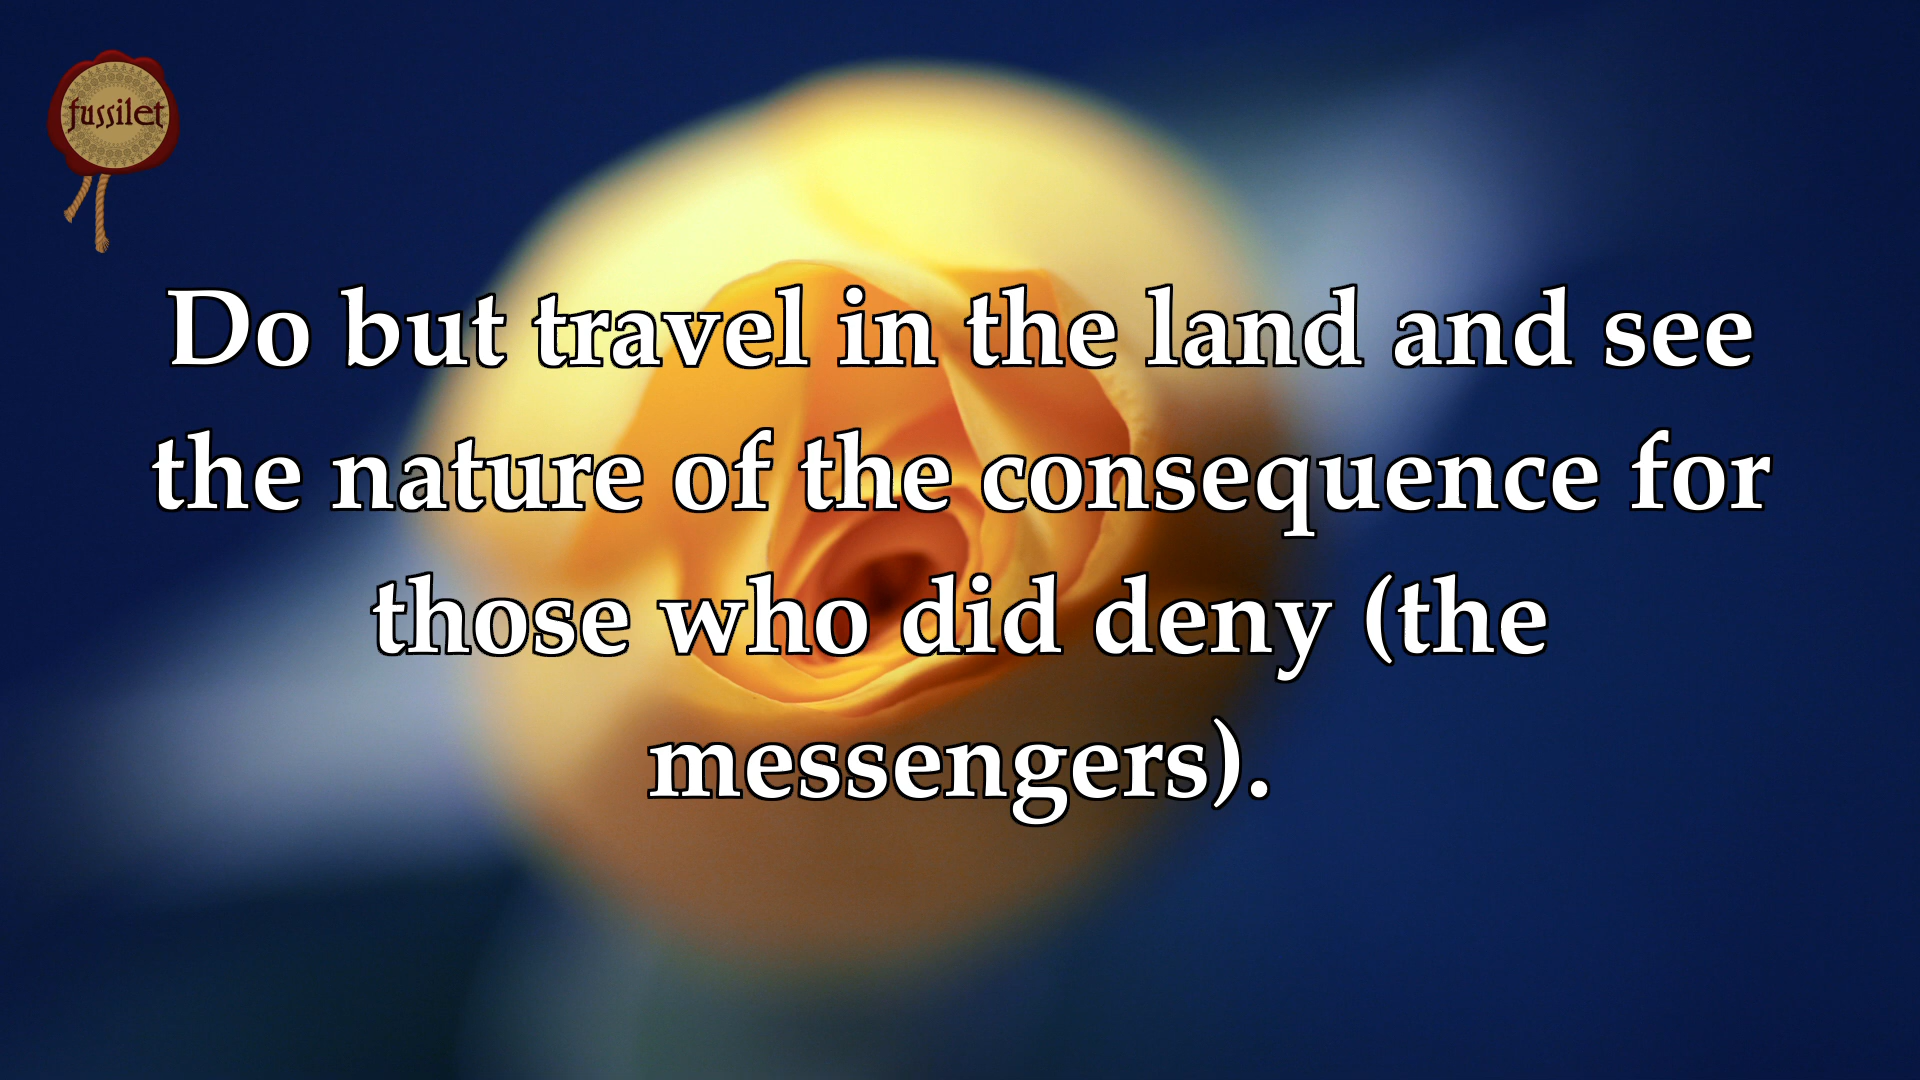 fussilet
Do but travel in the land and see
the nature of the consequence for
those who did deny (the
messengers).